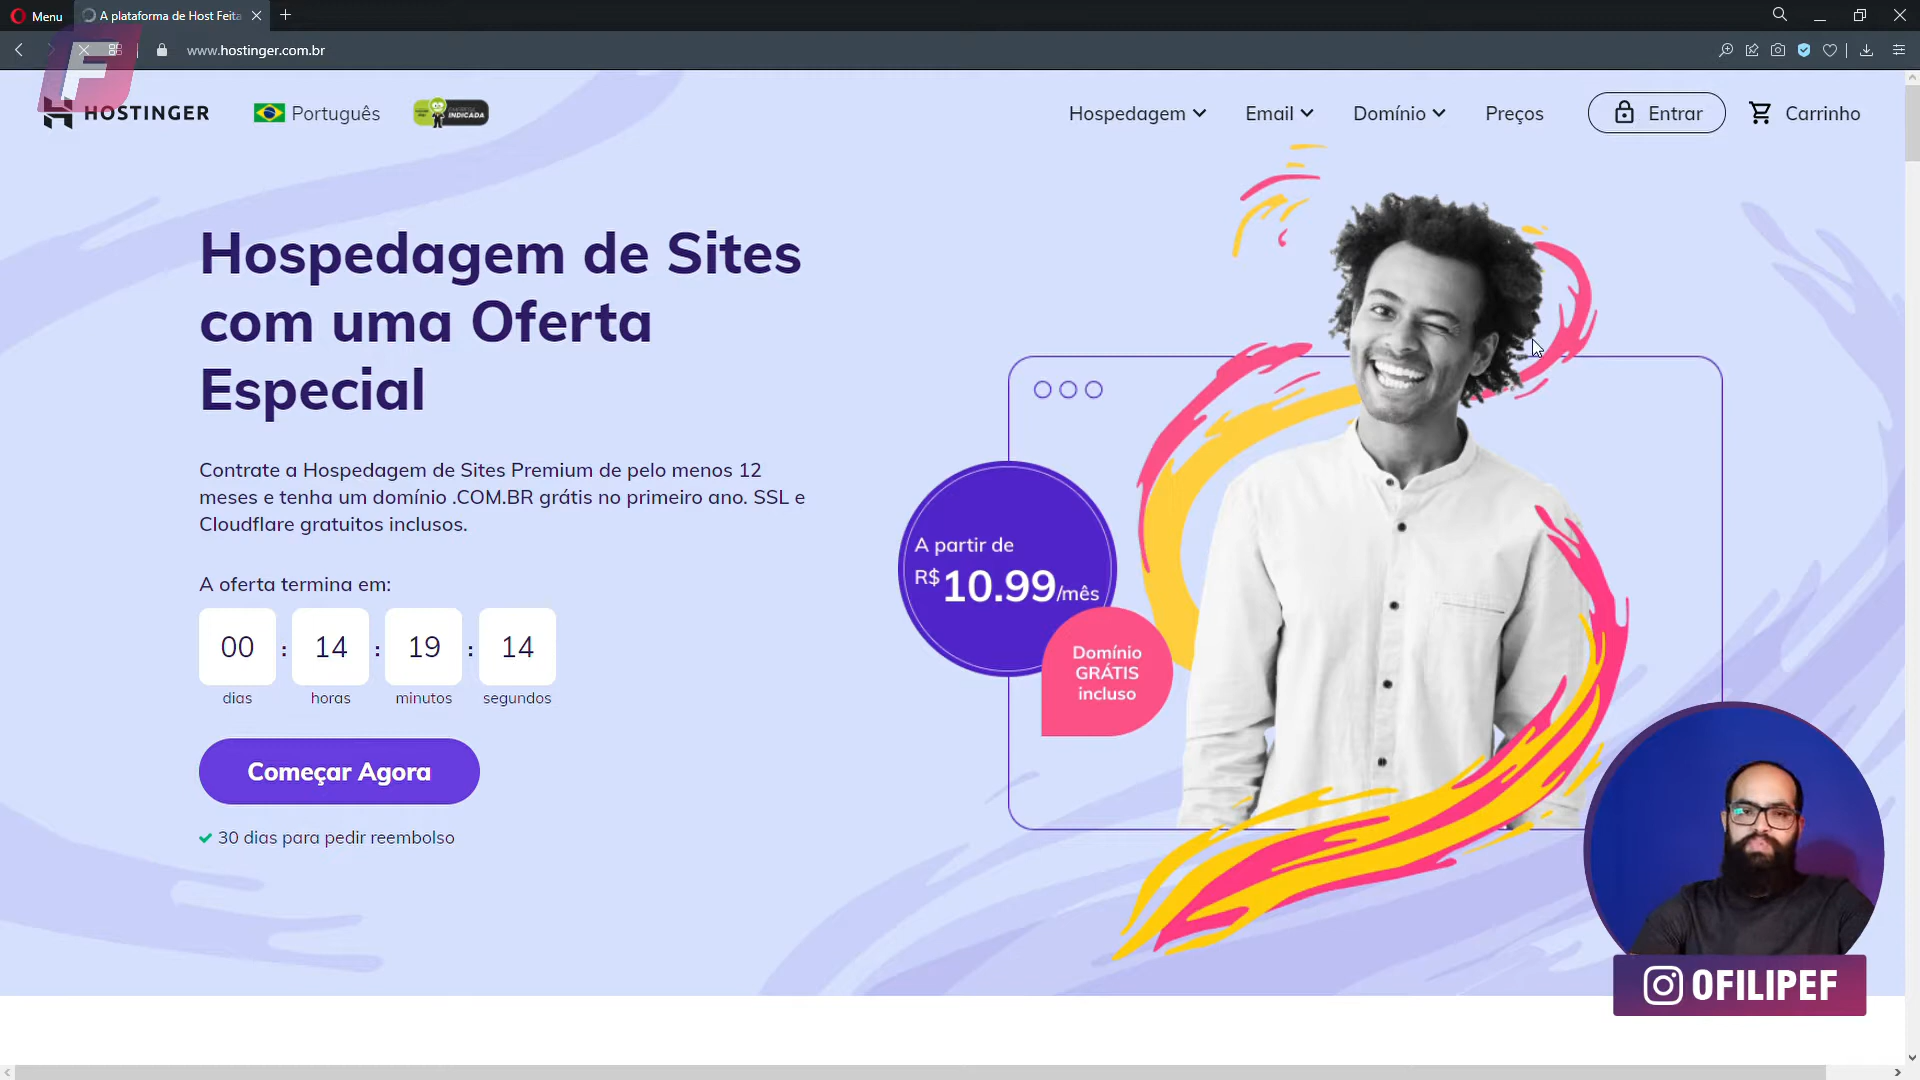 Menu
A plataforma de Host Feita
www.hostinger.com.br
F
HOSTINGER
Português
INDICADA
Hospedagem
Email
Domínio
Preços
Entrar
Carrinho
Hospedagem de Sites
com uma Oferta
Especial
Contrate a Hospedagem de Sites Premium de pelo menos 12
meses e tenha um domínio .COM.BR grátis no primeiro ano. SSL e
Cloudflare gratuitos inclusos.
A oferta termina em:
00 : 14 : 19 : 14
dias horas minutos segundos
Começar Agora
30 dias para pedir reembolso
A partir de
R$ 10.99/mês
Domínio
GRÁTIS
incluso
OFILIPEF